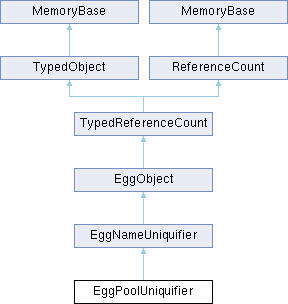 MemoryBase MemoryBase
TypedObject ReferenceCount
TypedReferenceCount
EggObject
EggNameUniquifier
EggPoolUniquifier